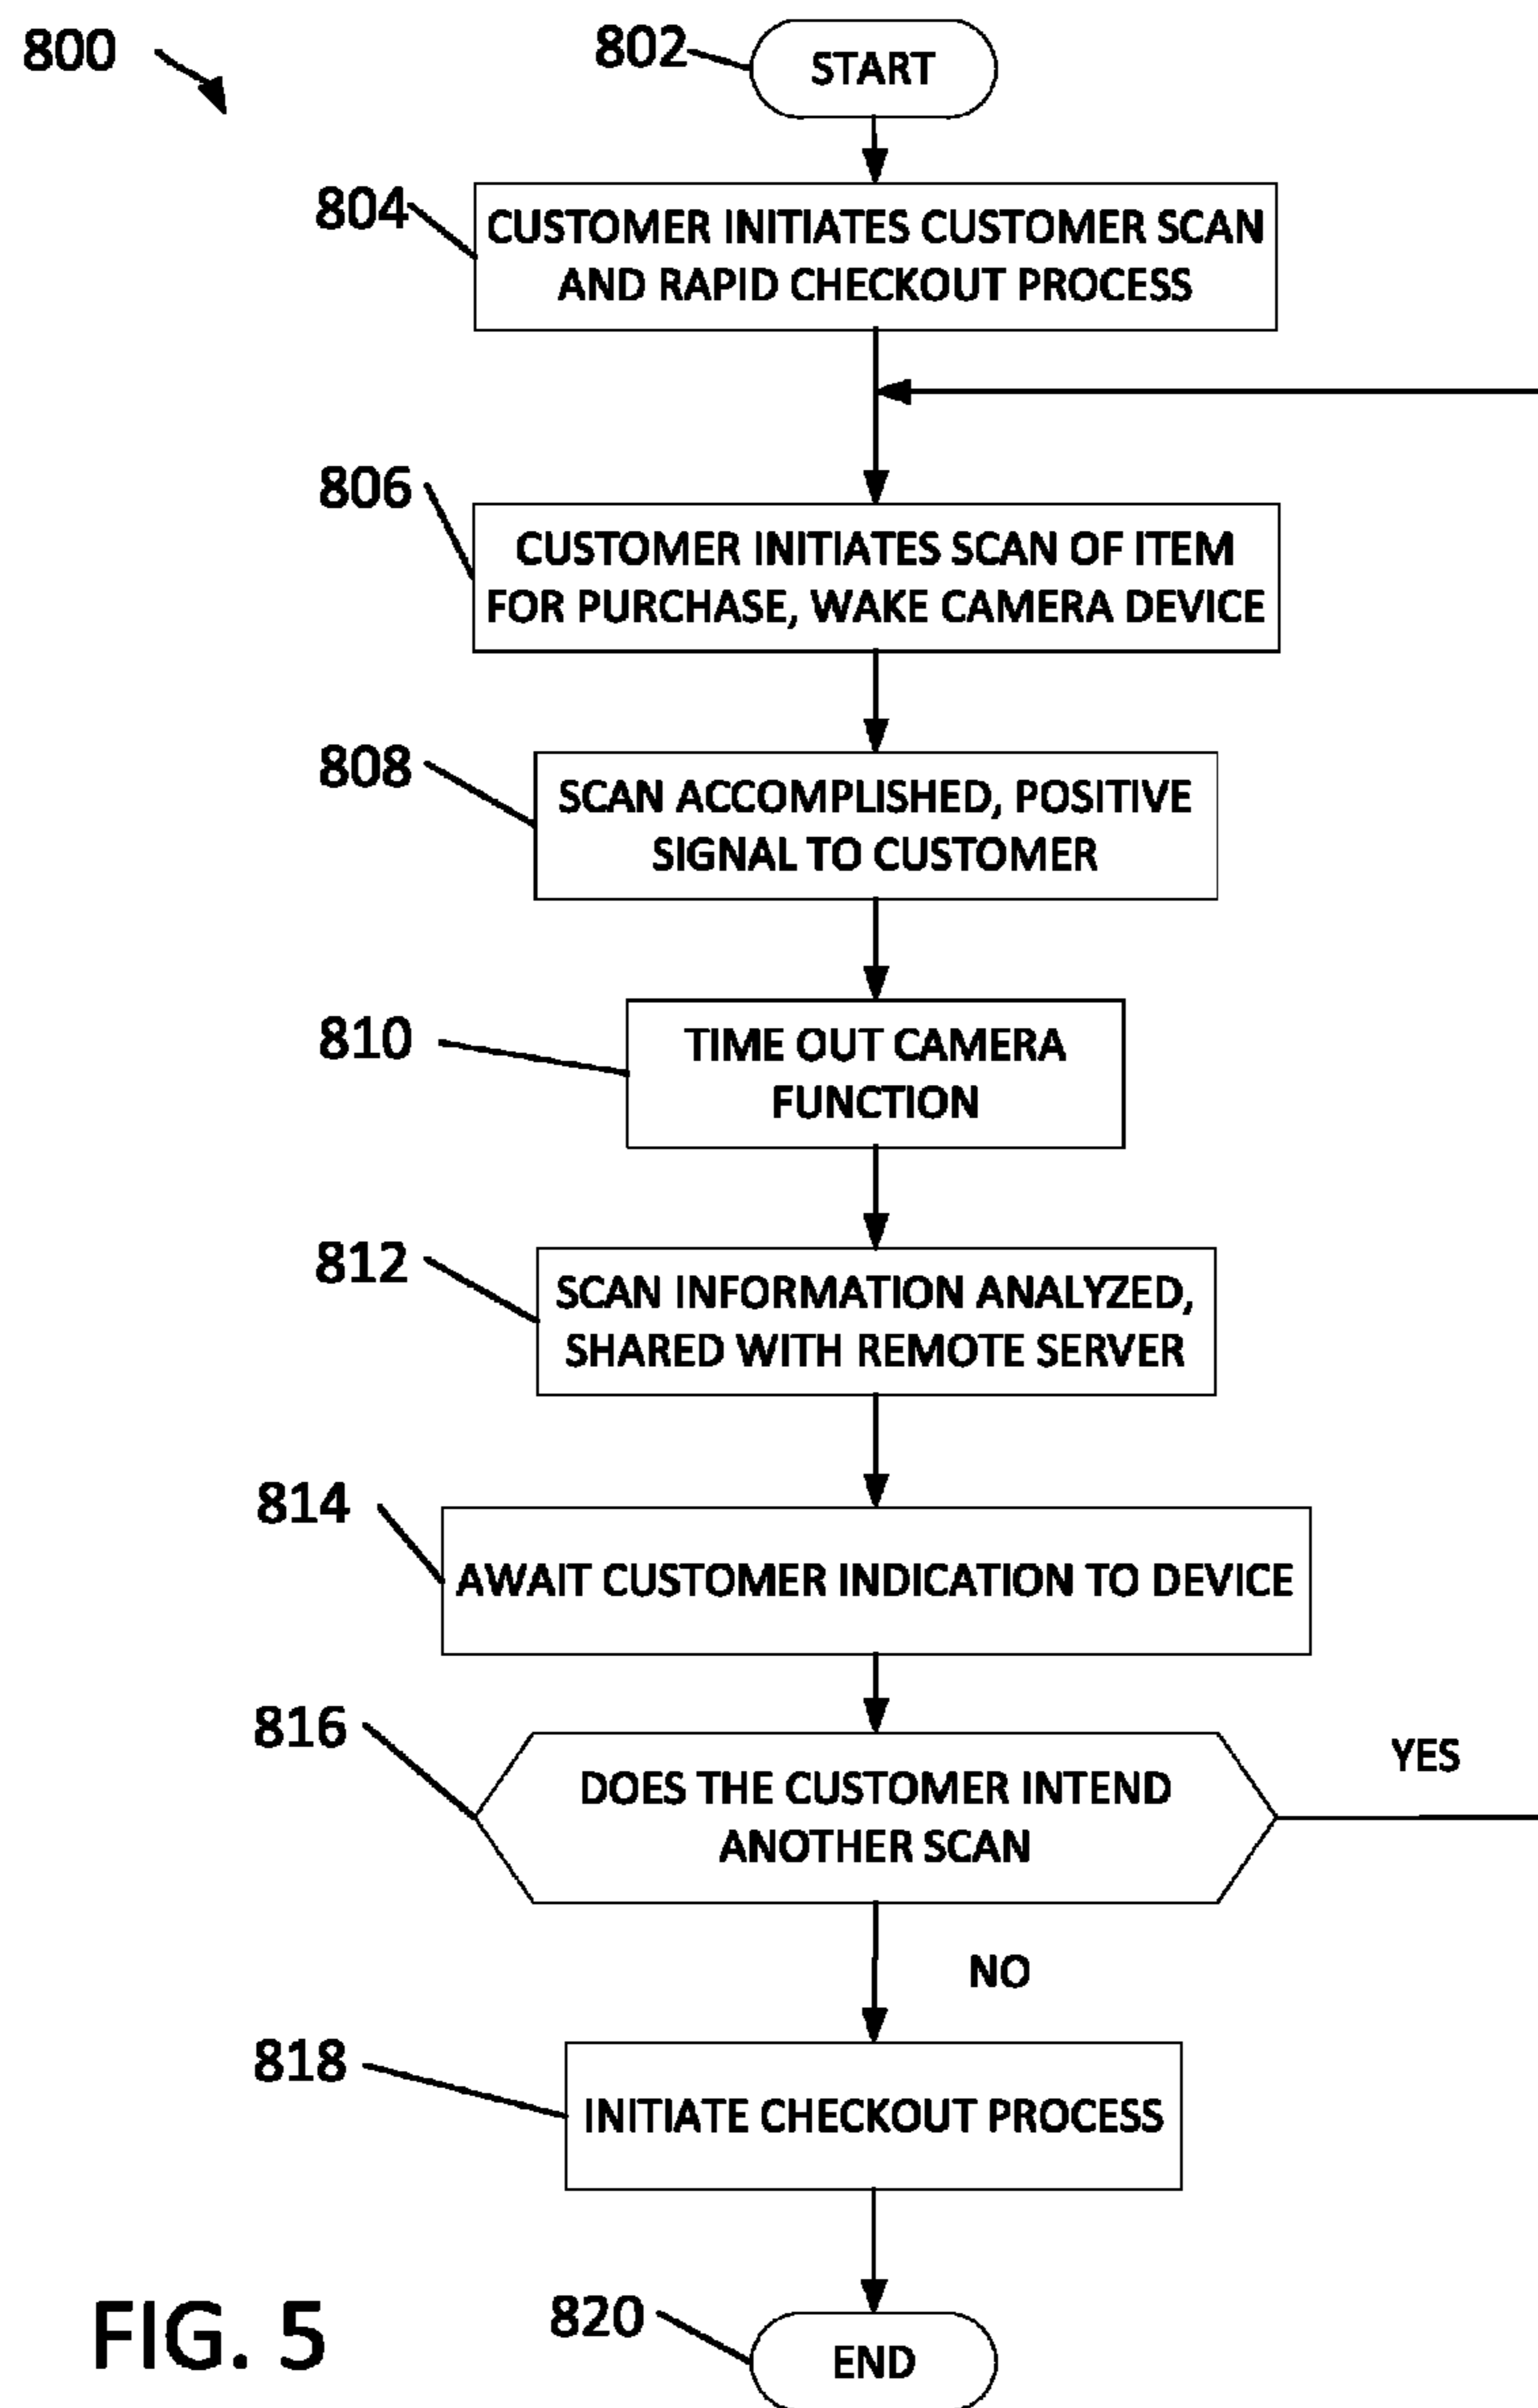 800
802
START
804
CUSTOMER INITIATES CUSTOMER SCAN
AND RAPID CHECKOUT PROCESS
806
CUSTOMER INITIATES SCAN OF ITEM
FOR PURCHASE, WAKE CAMERA DEVICE
808
SCAN ACCOMPLISHED, POSITIVE
SIGNAL TO CUSTOMER
810
TIME OUT CAMERA
FUNCTION
812
SCAN INFORMATION ANALYZED,
SHARED WITH REMOTE SERVER
814
AWAIT CUSTOMER INDICATION TO DEVICE
816
DOES THE CUSTOMER INTEND
ANOTHER SCAN
YES
NO
818
INITIATE CHECKOUT PROCESS
820
END
FIG. 5